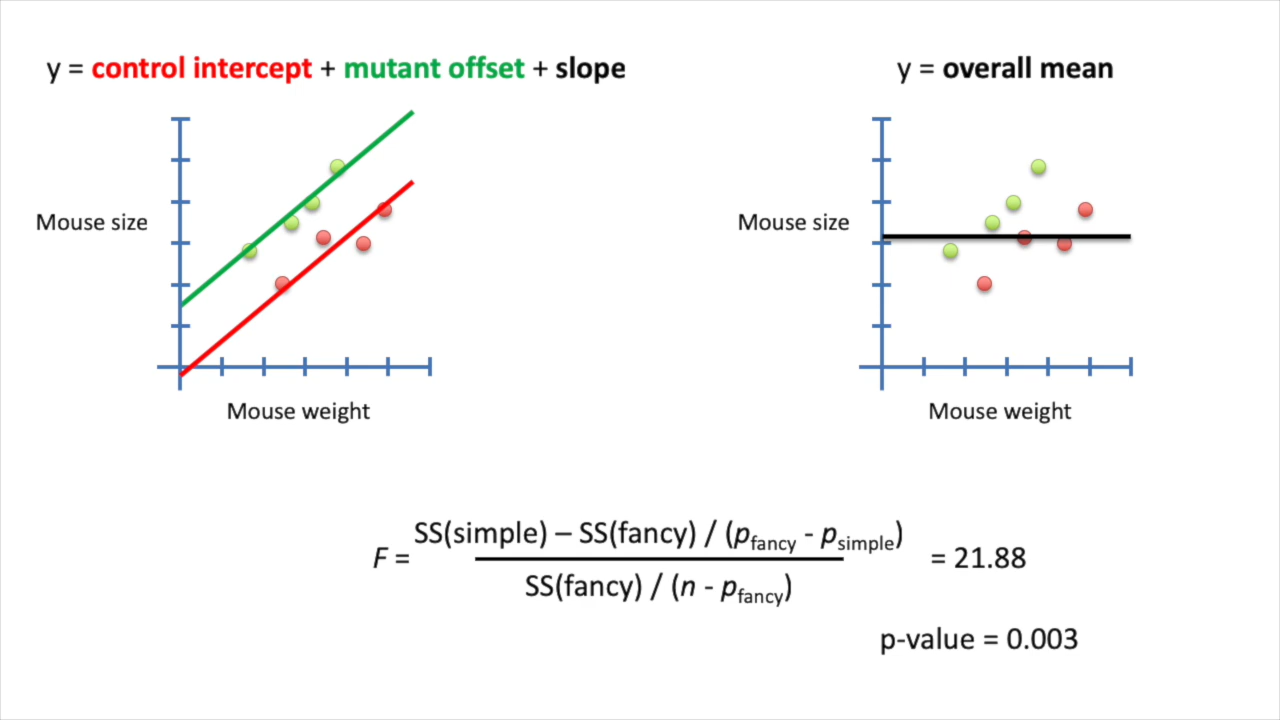 y = control intercept + mutant offset + slope
y = overall mean
Mouse size
Mouse weight
Mouse size
Mouse weight
F = SS(simple) – SS(fancy) / (pfancy - psimple)
SS(fancy) / (n - pfancy)
= 21.88
p-value = 0.003